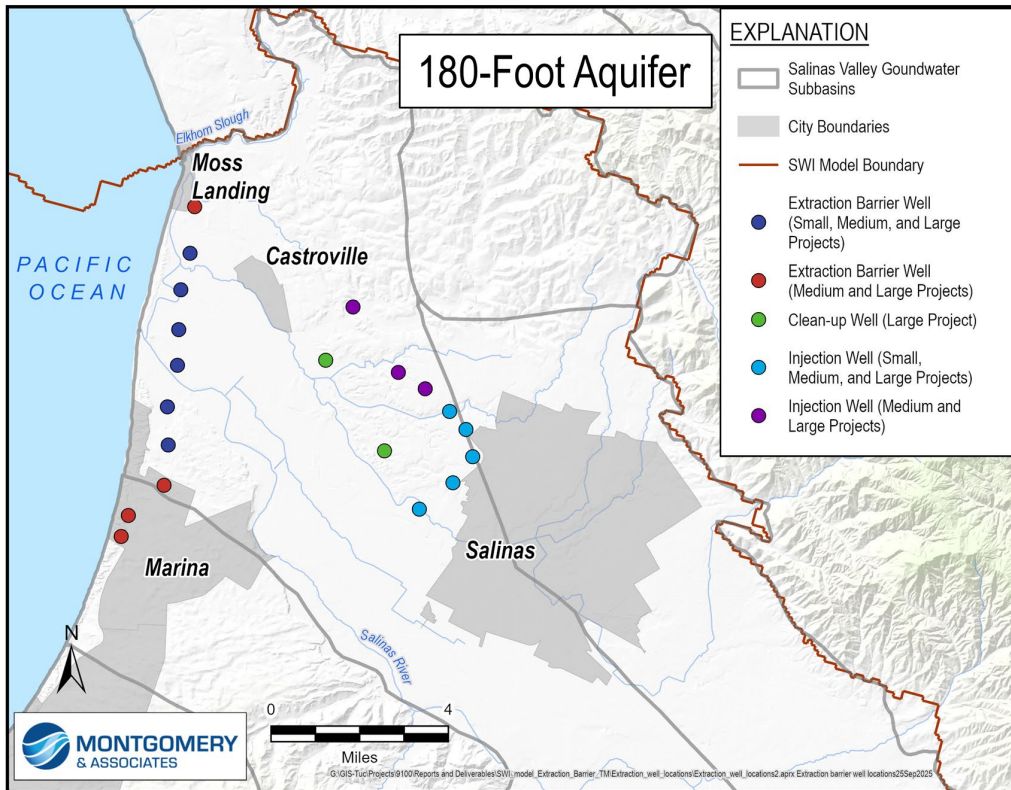 180-Foot Aquifer
EXPLANATION
Salinas Valley Goundwater
Subbasins
City Boundaries
SWI Model Boundary
Extraction Barrier Well
(Small, Medium, and Large
Projects)
Extraction Barrier Well
(Medium and Large Projects)
Clean-up Well (Large Project)
Injection Well (Small,
Medium, and Large Projects)
Injection Well (Medium and
Large Projects)
Elkhorn Slough
Moss
Landing
Castroville
PACIFIC
OCEAN
Marina
Salinas
Salinas River
N
0 4
Miles
MONTGOMERY
& ASSOCIATES
G:\GIS-Tuc\Projects\9100\Reports and Deliverables\SWI_model_Extraction_Barrier_TM\Extraction_well_locations\Extraction_well_locations2.aprx Extraction barrier well locations25Sep2025